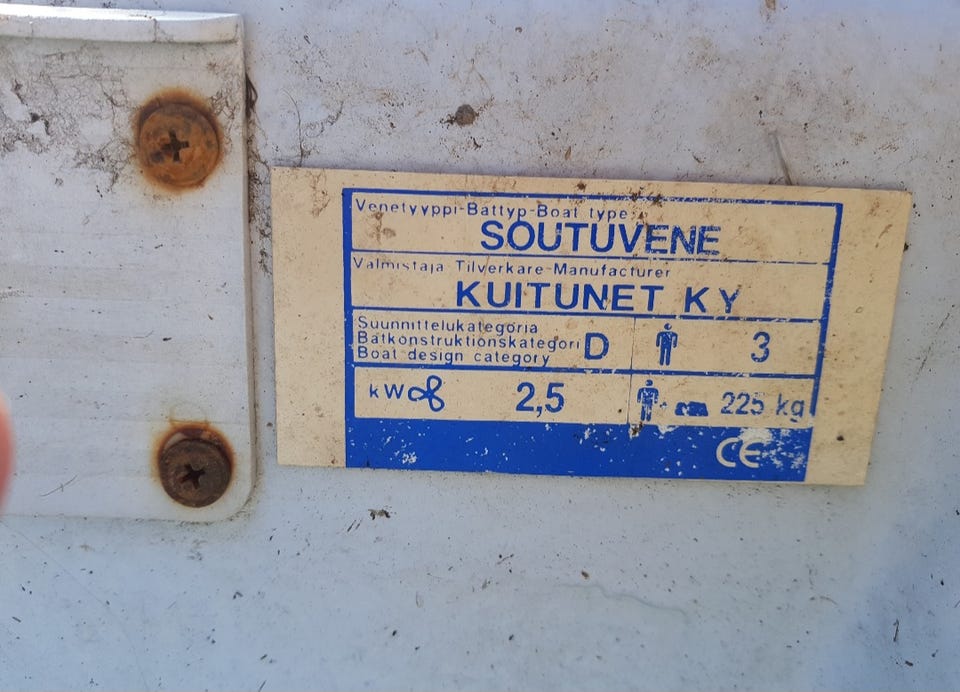 Venetyyppi-Båttyp-Boat type:
SOUTUVENE
Valmistaja Tilverkare-Manufacturer
KUITUNET KY
Suunnittelukategoria
Båtkonstruktionskategori
Boat design category
D
3
kW
2,5
225 kg
CE